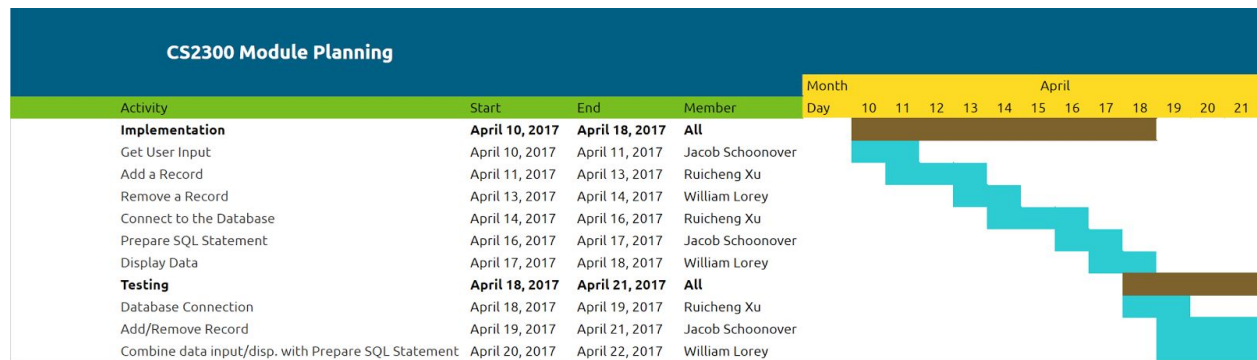 CS2300 Module Planning
Month April
Activity Start End Member Day 10 11 12 13 14 15 16 17 18 19 20 21
Implementation April 10, 2017 April 18, 2017 All
Get User Input April 10, 2017 April 11, 2017 Jacob Schoonover
Add a Record April 11, 2017 April 13, 2017 Ruicheng Xu
Remove a Record April 13, 2017 April 14, 2017 William Lorey
Connect to the Database April 14, 2017 April 16, 2017 Ruicheng Xu
Prepare SQL Statement April 16, 2017 April 17, 2017 Jacob Schoonover
Display Data April 17, 2017 April 18, 2017 William Lorey
Testing April 18, 2017 April 21, 2017 All
Database Connection April 18, 2017 April 19, 2017 Ruicheng Xu
Add/Remove Record April 19, 2017 April 21, 2017 Jacob Schoonover
Combine data input/disp. with Prepare SQL Statement April 20, 2017 April 22, 2017 William Lorey